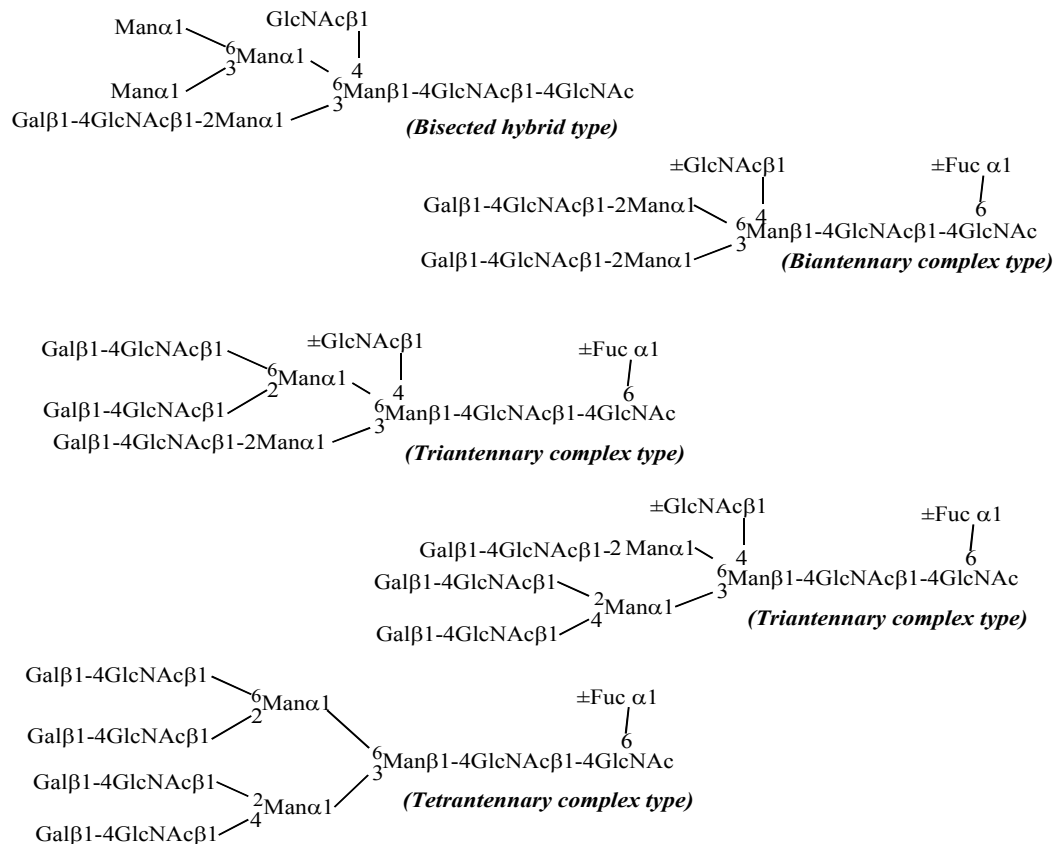 GlcNAcβ1
Manα1
6Manα1
3
4
Manα1
6Manβ1-4GlcNAcβ1-4GlcNAc
3
Galβ1-4GlcNAcβ1-2Manα1
(Bisected hybrid type)
±GlcNAcβ1
±Fuc α1
Galβ1-4GlcNAcβ1-2Manα1
4
6
6Manβ1-4GlcNAcβ1-4GlcNAc
3
Galβ1-4GlcNAcβ1-2Manα1
(Biantennary complex type)
±GlcNAcβ1
±Fuc α1
Galβ1-4GlcNAcβ1
6Manα1
2
4
6
Galβ1-4GlcNAcβ1
6Manβ1-4GlcNAcβ1-4GlcNAc
3
Galβ1-4GlcNAcβ1-2Manα1
(Triantennary complex type)
±GlcNAcβ1
±Fuc α1
Galβ1-4GlcNAcβ1-2 Manα1
4
6
Galβ1-4GlcNAcβ1
6Manβ1-4GlcNAcβ1-4GlcNAc
3
2Manα1
4
Galβ1-4GlcNAcβ1
(Triantennary complex type)
Galβ1-4GlcNAcβ1
±Fuc α1
6Manα1
2
Galβ1-4GlcNAcβ1
6
6Manβ1-4GlcNAcβ1-4GlcNAc
3
Galβ1-4GlcNAcβ1
2Manα1
4
Galβ1-4GlcNAcβ1
(Tetrantennary complex type)